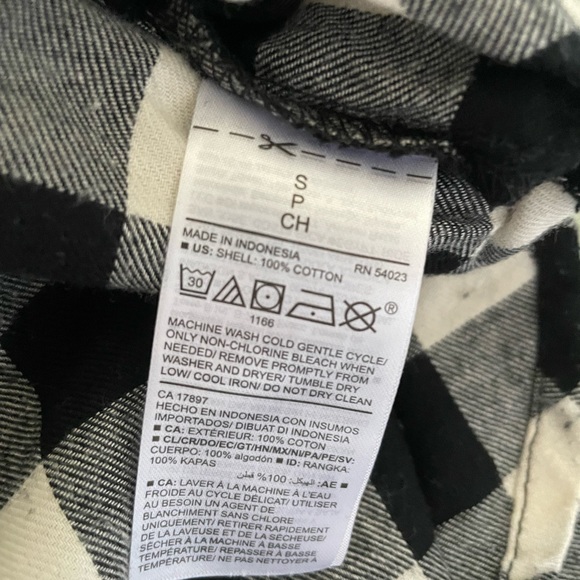 S
P
CH
MADE IN INDONESIA RN 54023
■ US: SHELL: 100% COTTON
30
®
1166
MACHINE WASH COLD GENTLE CYCLE/
ONLY NON-CHLORINE BLEACH WHEN
NEEDED/ REMOVE PROMPTLY FROM
WASHER AND DRYER/ TUMBLE DRY
LOW/ COOL IRON/ DO NOT DRY CLEAN
CA 17897
HECHO EN INDONESIA CON INSUMOS
IMPORTADOS/ DIBUAT DI INDONESIA
■ CA: EXTÉRIEUR: 100% COTON
■ CL/CR/DO/EC/GT/HN/MX/NI/PA/PE/SV:
CUERPO: 100% algodón ■ ID: RANGKA:
100% KAPAS
■ AE: الهيكل: 100% قطن
■ CA: LAVER À LA MACHINE À L'EAU
FROIDE AU CYCLE DÉLICAT/ UTILISER
AU BESOIN UN AGENT DE
BLANCHIMENT SANS CHLORE
UNIQUEMENT/ RETIRER RAPIDEMENT
DE LA LAVEUSE ET DE LA SÉCHEUSE/
SÉCHER À LA MACHINE À BASSE
TEMPÉRATURE/ REPASSER À BASSE
TEMPÉRATURE/ NE PAS NETTOYER À